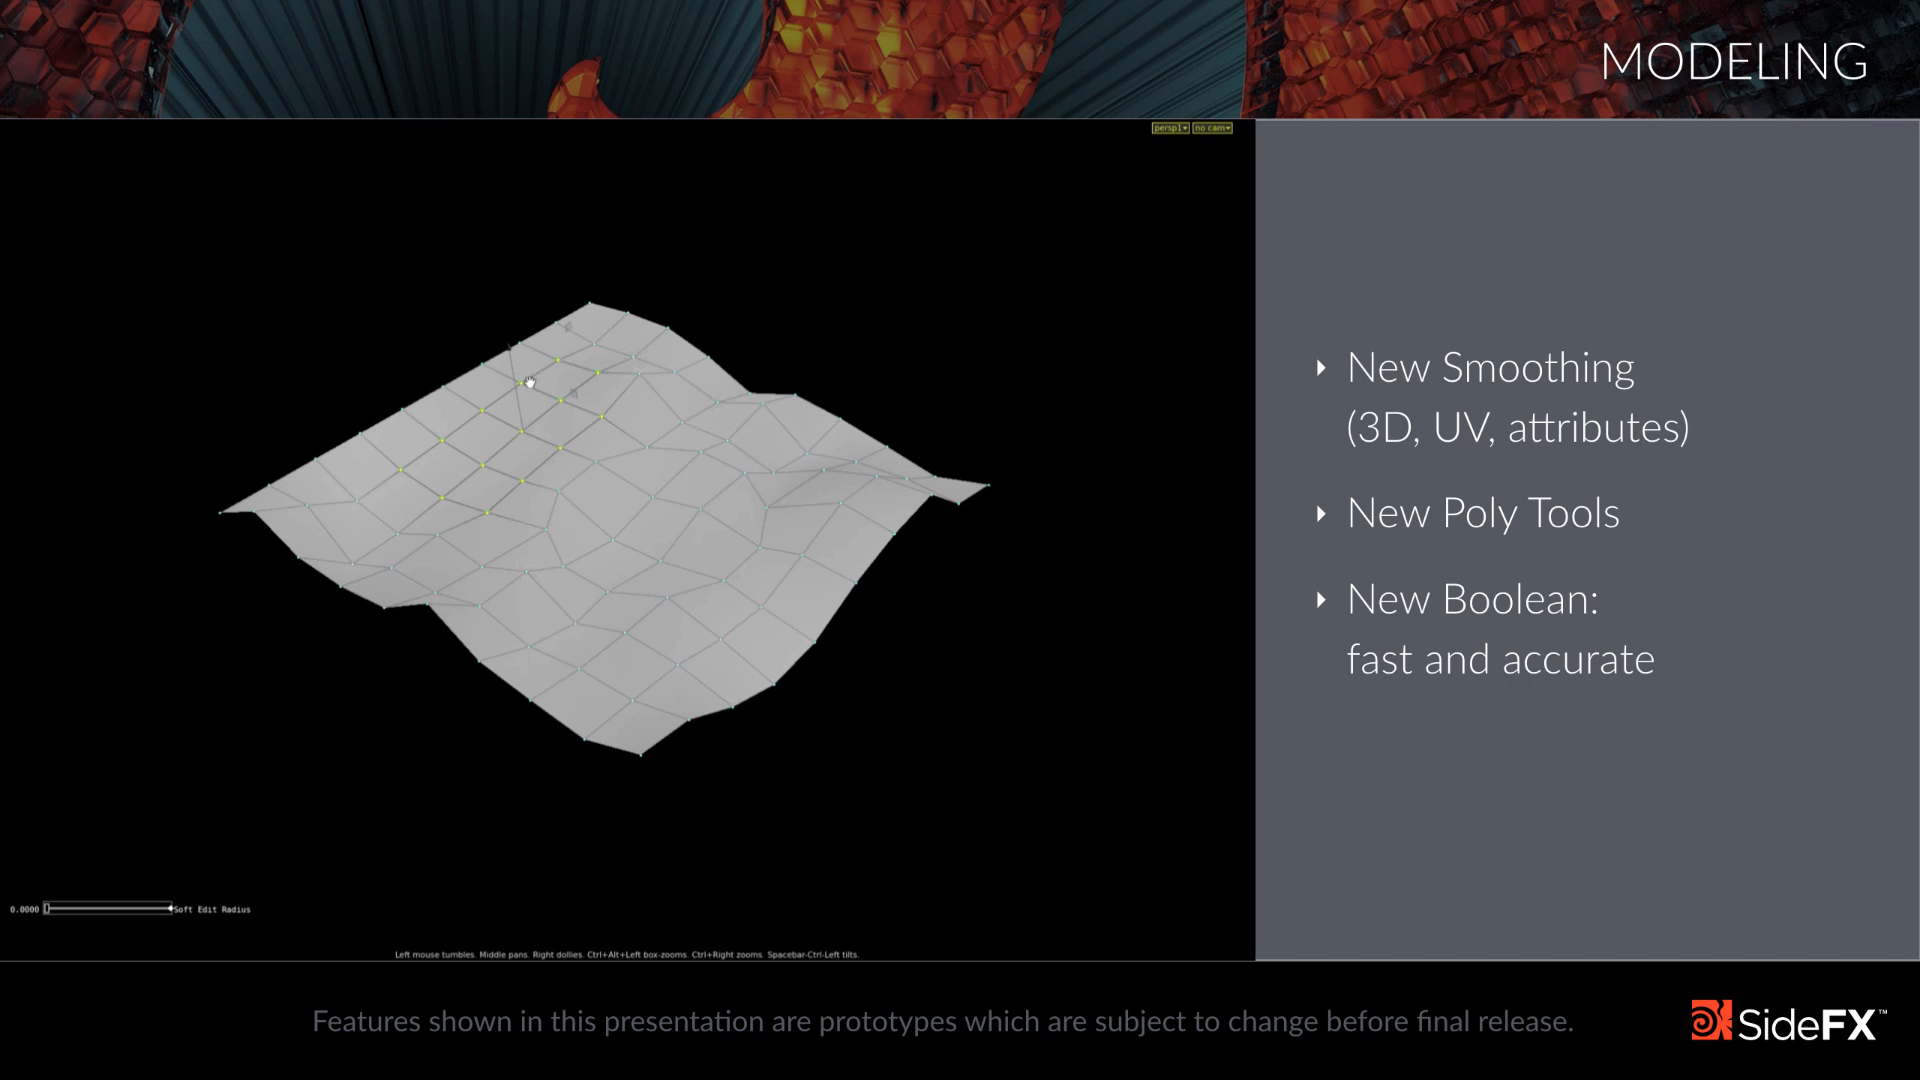 MODELING
persp1 no cam
New Smoothing
(3D, UV, attributes)
New Poly Tools
New Boolean:
fast and accurate
0.0000 Soft Edit Radius
Left mouse tumbles. Middle pans. Right dollies. Ctrl+Alt+Left box-zooms. Ctrl+Right zooms. Spacebar-Ctrl-Left tilts.
Features shown in this presentation are prototypes which are subject to change before final release.
SideFX™